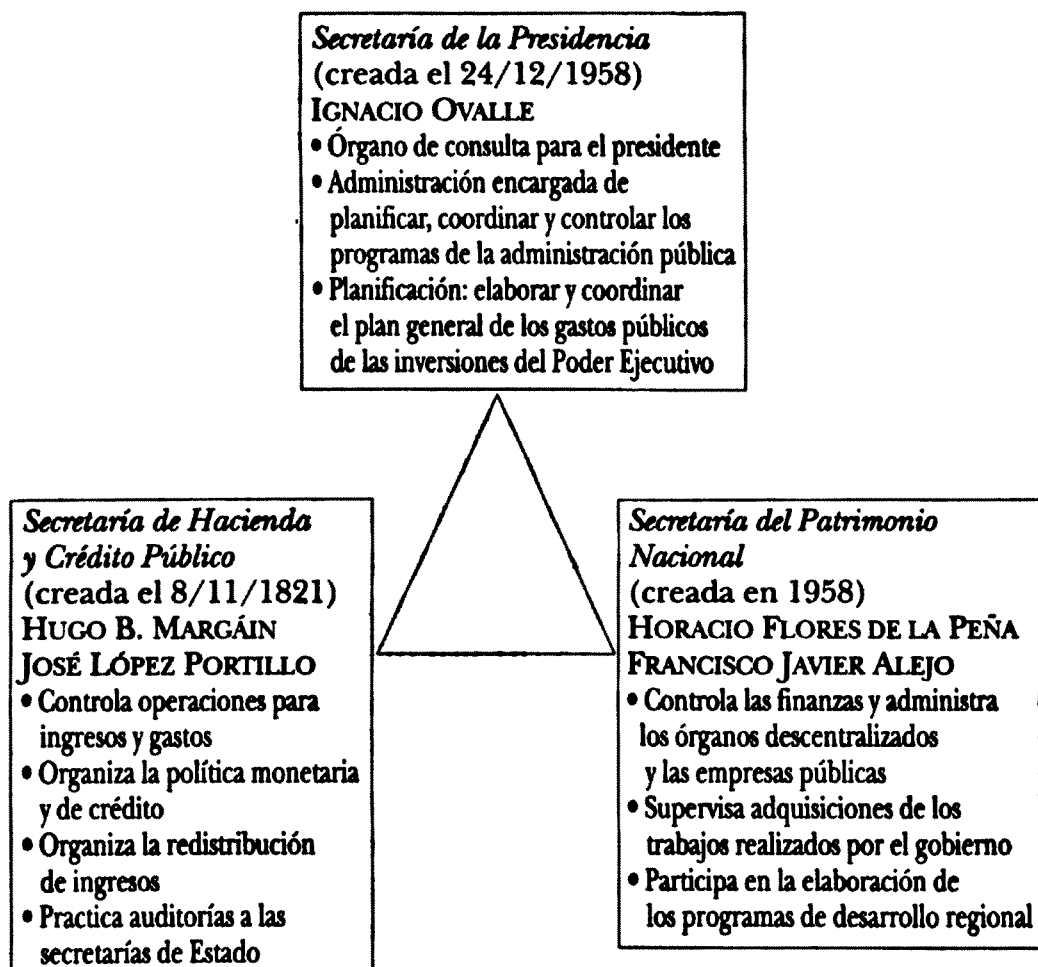 Secretaría de la Presidencia
(creada el 24/12/1958)
IGNACIO OVALLE
• Órgano de consulta para el presidente
• Administración encargada de
planificar, coordinar y controlar los
programas de la administración pública
• Planificación: elaborar y coordinar
el plan general de los gastos públicos
de las inversiones del Poder Ejecutivo
Secretaría de Hacienda
y Crédito Público
(creada el 8/11/1821)
HUGO B. MARGÁIN
JOSÉ LÓPEZ PORTILLO
• Controla operaciones para
ingresos y gastos
• Organiza la política monetaria
y de crédito
• Organiza la redistribución
de ingresos
• Practica auditorías a las
secretarías de Estado
Secretaría del Patrimonio
Nacional
(creada en 1958)
HORACIO FLORES DE LA PEÑA
FRANCISCO JAVIER ALEJO
• Controla las finanzas y administra
los órganos descentralizados
y las empresas públicas
• Supervisa adquisiciones de los
trabajos realizados por el gobierno
• Participa en la elaboración de
los programas de desarrollo regional